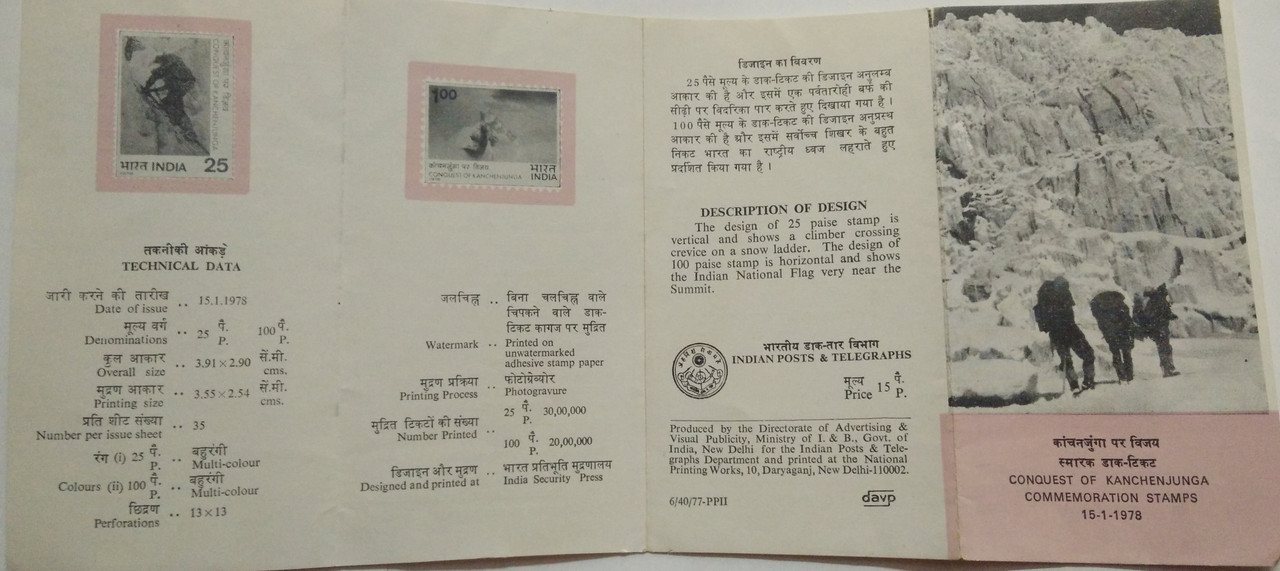 कांचनजुंगा पर विजय
CONQUEST OF KANCHENJUNGA
भारत INDIA 25
तकनीकी आंकड़े
TECHNICAL DATA
जारी करने की तारीख .. 15.1.1978
Date of issue
मूल्य वर्ग .. 25 पै. 100 पै.
Denominations P. P.
कुल आकार .. 3.91×2.90 सें.मी.
Overall size cms.
मुद्रण आकार .. 3.55×2.54 सें.मी.
Printing size cms.
प्रति शीट संख्या .. 35
Number per issue sheet
रंग (i) 25 पै. .. बहुरंगी
P. Multi-colour
Colours (ii) 100 पै. .. बहुरंगी
P. Multi-colour
छिद्रण .. 13×13
Perforations
1.00
कांचनजुंगा पर विजय भारत
CONQUEST OF KANCHENJUNGA INDIA
जलचिह्न .. बिना चलचिह्न वाले
चिपकने वाले डाक-
टिकट कागज पर मुद्रित
Watermark .. Printed on
unwatermarked
adhesive stamp paper
मुद्रण प्रक्रिया .. फोटोग्रेव्योर
Printing Process Photogravure
मुद्रित टिकटों की संख्या .. 25 पै. 30,00,000
Number Printed P.
100 पै. 20,00,000
P.
डिजाइन और मुद्रण .. भारत प्रतिभूति मुद्रणालय
Designed and printed at India Security Press
डिजाइन का विवरण
25 पैसे मूल्य के डाक-टिकट की डिजाइन अनुलम्ब
आकार की है और इसमें एक पर्वतारोही बर्फ की
सीढ़ी पर विदरिका पार करते हुए दिखाया गया है ।
100 पैसे मूल्य के डाक-टिकट की डिजाइन अनुप्रस्थ
आकार की है और इसमें सर्वोच्च शिखर के बहुत
निकट भारत का राष्ट्रीय ध्वज लहराते हुए
प्रदर्शित किया गया है ।
DESCRIPTION OF DESIGN
The design of 25 paise stamp is
vertical and shows a climber crossing
crevice on a snow ladder. The design of
100 paise stamp is horizontal and shows
the Indian National Flag very near the
Summit.
भारतीय डाक-तार विभाग
INDIAN POSTS & TELEGRAPHS
मूल्य 15 पै.
Price P.
Produced by the Directorate of Advertising &
Visual Publicity, Ministry of I. & B., Govt. of
India, New Delhi for the Indian Posts & Tele-
graphs Department and printed at the National
Printing Works, 10, Daryaganj, New Delhi-110002.
6/40/77-PPII davp
कांचनजुंगा पर विजय
स्मारक डाक-टिकट
CONQUEST OF KANCHENJUNGA
COMMEMORATION STAMPS
15-1-1978